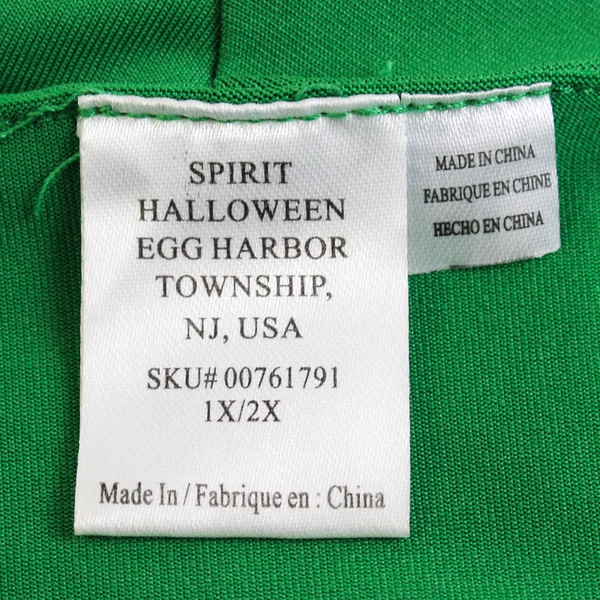 SPIRIT
HALLOWEEN
EGG HARBOR
TOWNSHIP,
NJ, USA
SKU# 00761791
1X/2X
Made In / Fabrique en : China
MADE IN CHINA
FABRIQUE EN CHINE
HECHO EN CHINA